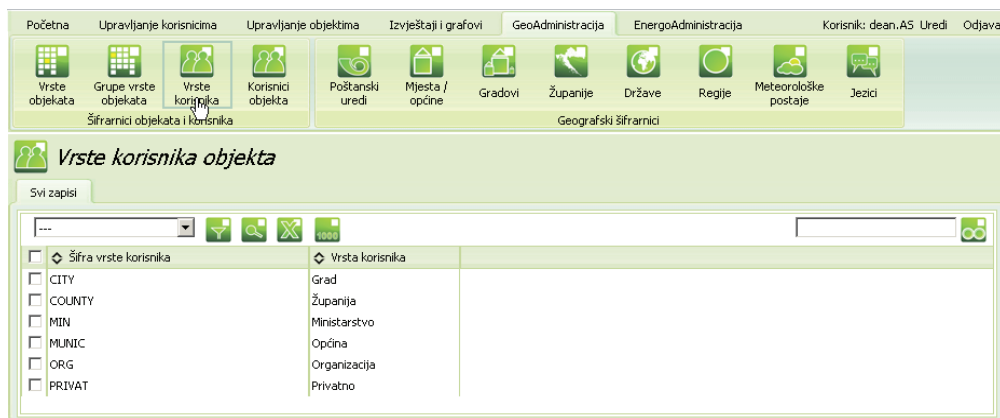 Početna Upravljanje korisnicima Upravljanje objektima Izvještaji i grafovi GeoAdministracija EnergoAdministracija Korisnik: dean.AS Uredi Odjava
Vrste objekata Grupe vrste objekata Vrste korisnika Korisnici objekta Poštanski uredi Mjesta / općine Gradovi Županije Države Regije Meteorološke postaje Jezici
Šifrarnici objekata i korisnika Geografski šifrarnici
Vrste korisnika objekta
Svi zapisi
--- 1000
Šifra vrste korisnika Vrsta korisnika
CITY Grad
COUNTY Županija
MIN Ministarstvo
MUNIC Općina
ORG Organizacija
PRIVAT Privatno